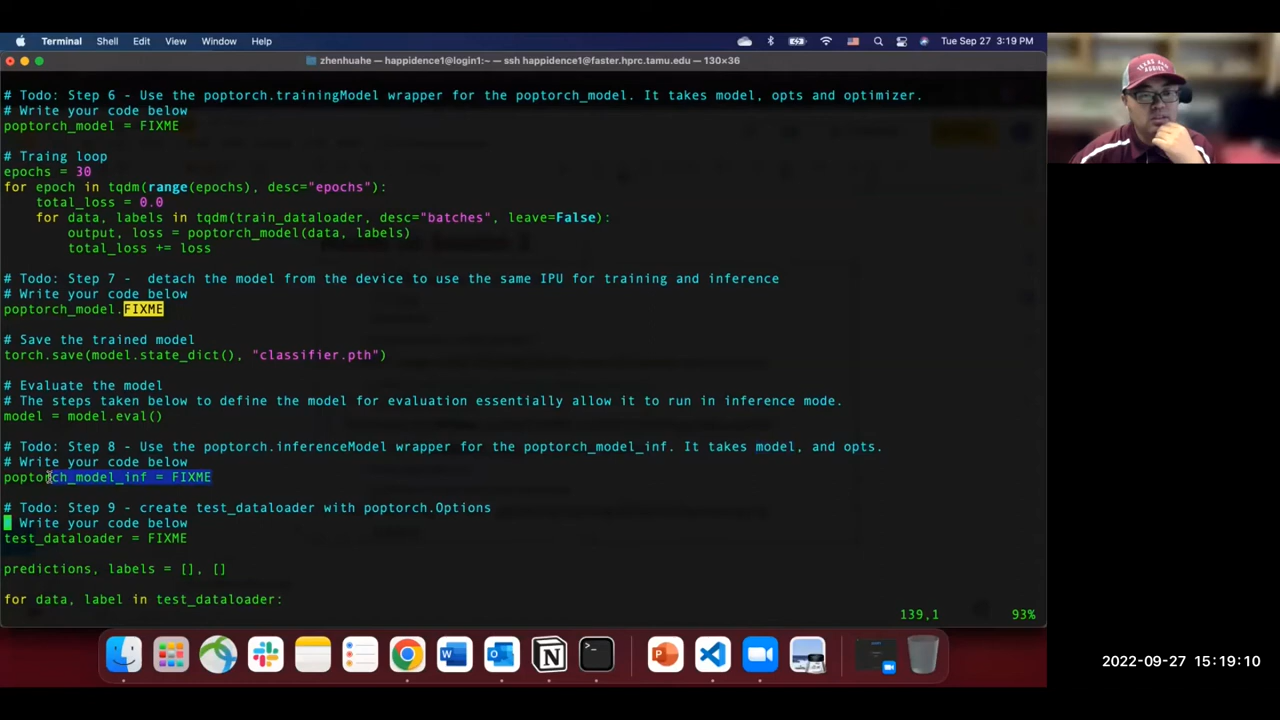 Terminal Shell Edit View Window Help
Tue Sep 27 3:19 PM
zhenhuahe — happidence1@login1:~ — ssh happidence1@faster.hprc.tamu.edu — 130×36
# Todo: Step 6 - Use the poptorch.trainingModel wrapper for the poptorch_model. It takes model, opts and optimizer.
# Write your code below
poptorch_model = FIXME
# Traing loop
epochs = 30
for epoch in tqdm(range(epochs), desc="epochs"):
total_loss = 0.0
for data, labels in tqdm(train_dataloader, desc="batches", leave=False):
output, loss = poptorch_model(data, labels)
total_loss += loss
# Todo: Step 7 -  detach the model from the device to use the same IPU for training and inference
# Write your code below
poptorch_model.FIXME
# Save the trained model
torch.save(model.state_dict(), "classifier.pth")
# Evaluate the model
# The steps taken below to define the model for evaluation essentially allow it to run in inference mode.
model = model.eval()
# Todo: Step 8 - Use the poptorch.inferenceModel wrapper for the poptorch_model_inf. It takes model, and opts.
# Write your code below
poptorch_model_inf = FIXME
# Todo: Step 9 - create test_dataloader with poptorch.Options
Write your code below
test_dataloader = FIXME
predictions, labels = [], []
for data, label in test_dataloader:
139,1 93%
2022-09-27 15:19:10